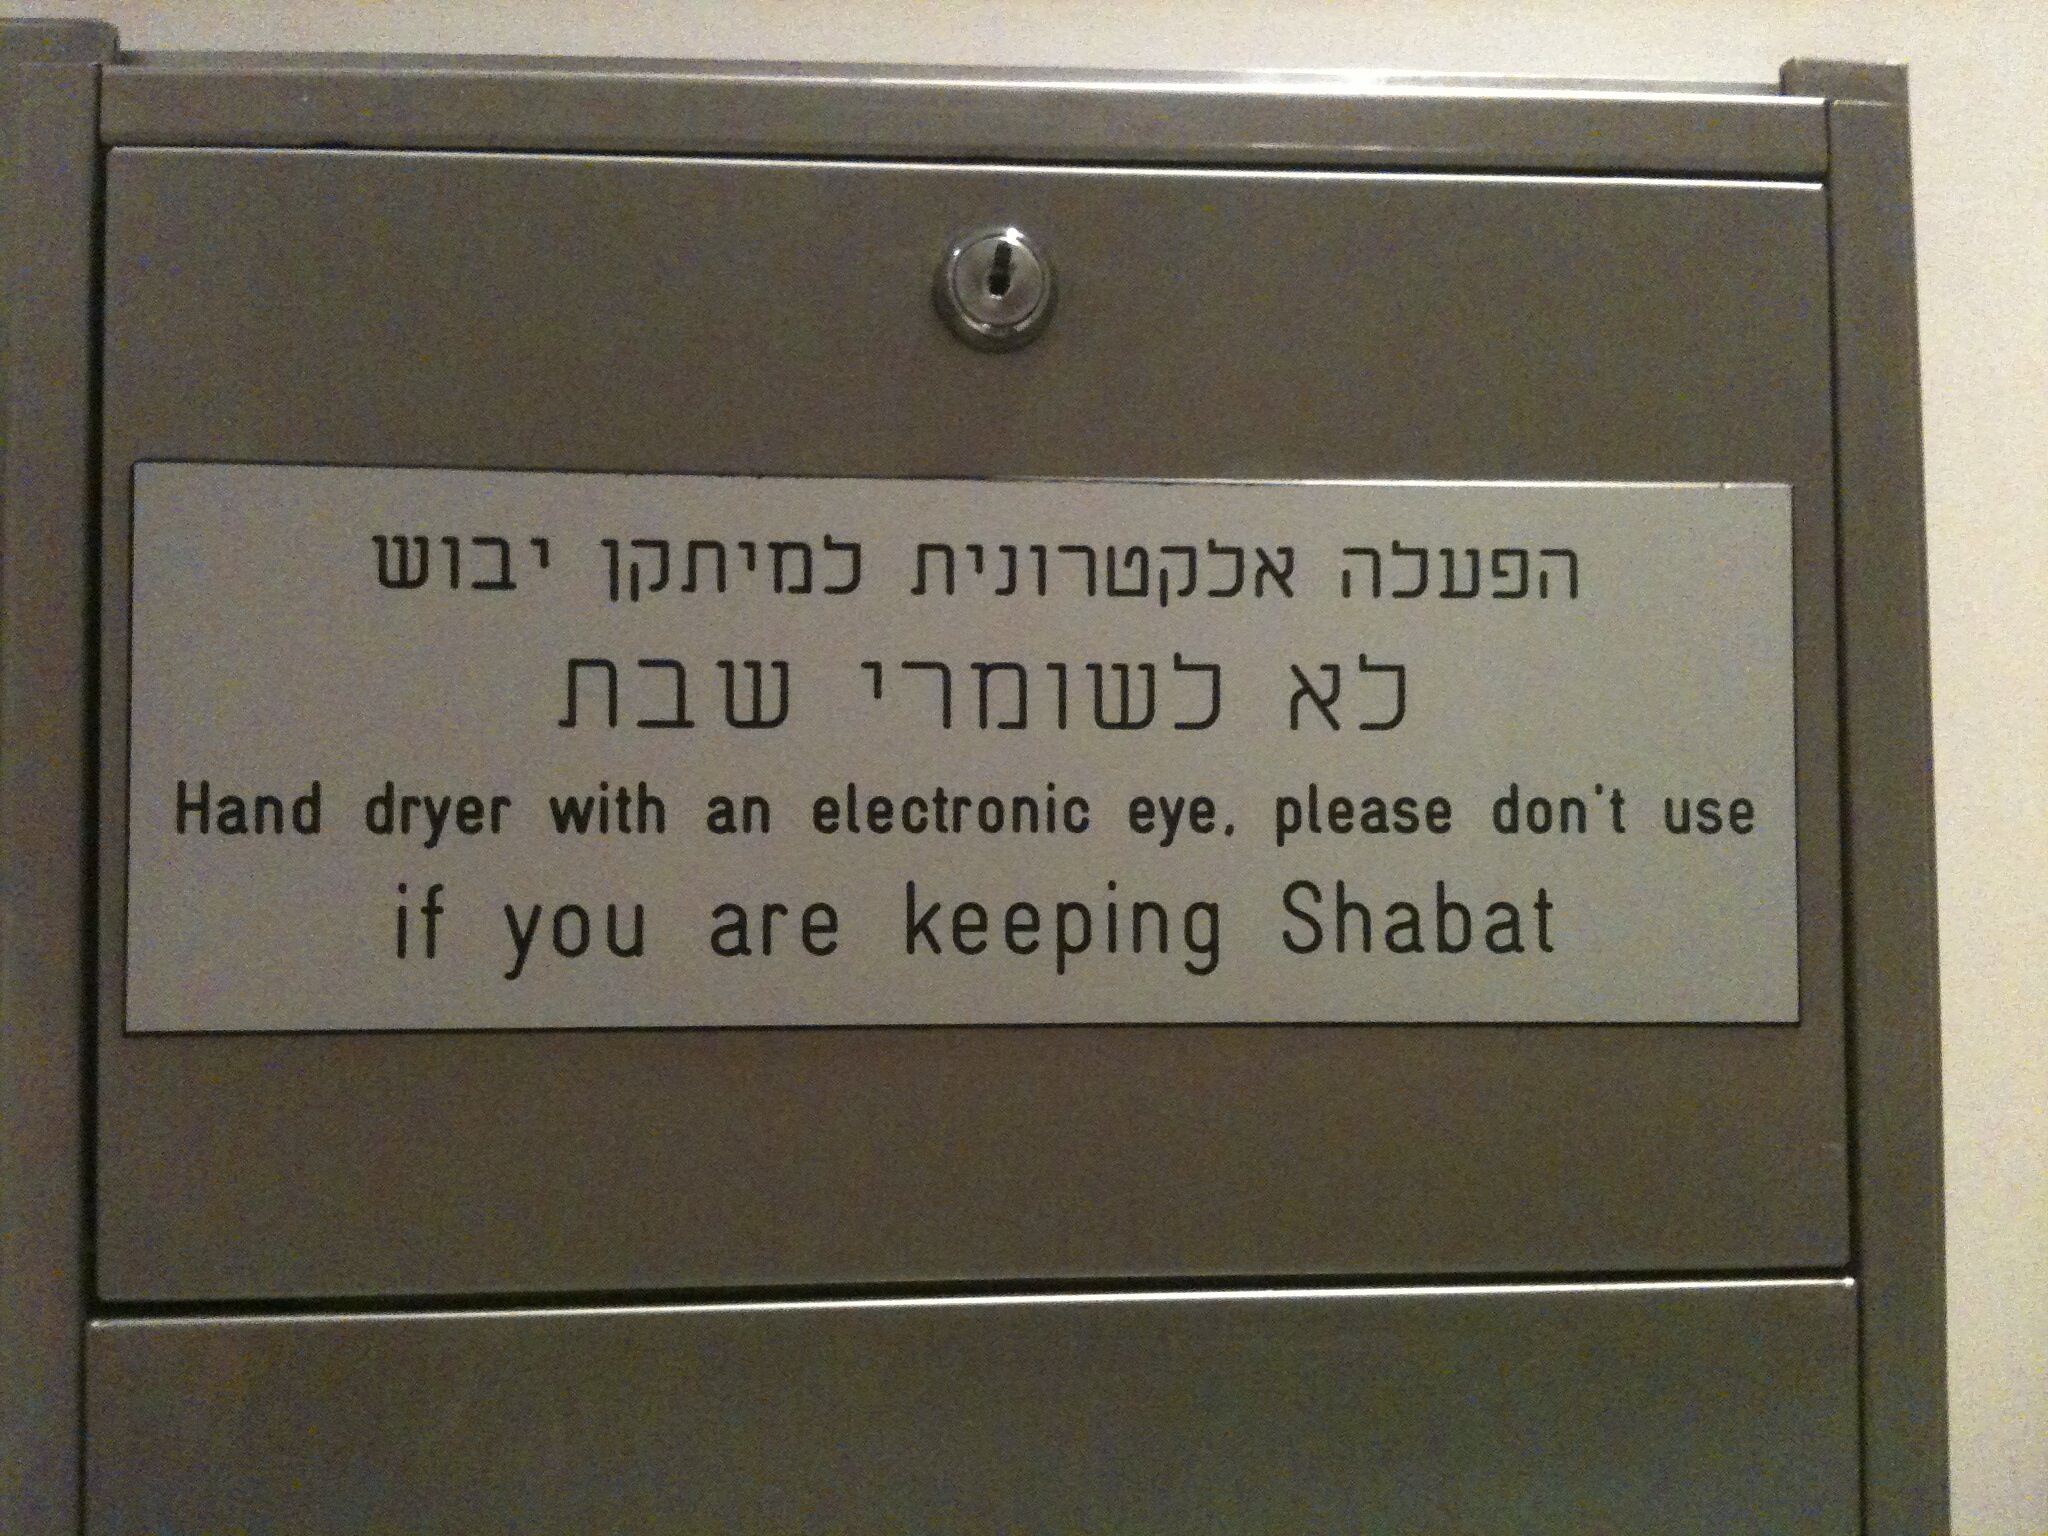 הפעלה אלקטרונית למיתקן יבוש
לא לשומרי שבת
Hand dryer with an electronic eye, please don't use
if you are keeping Shabat